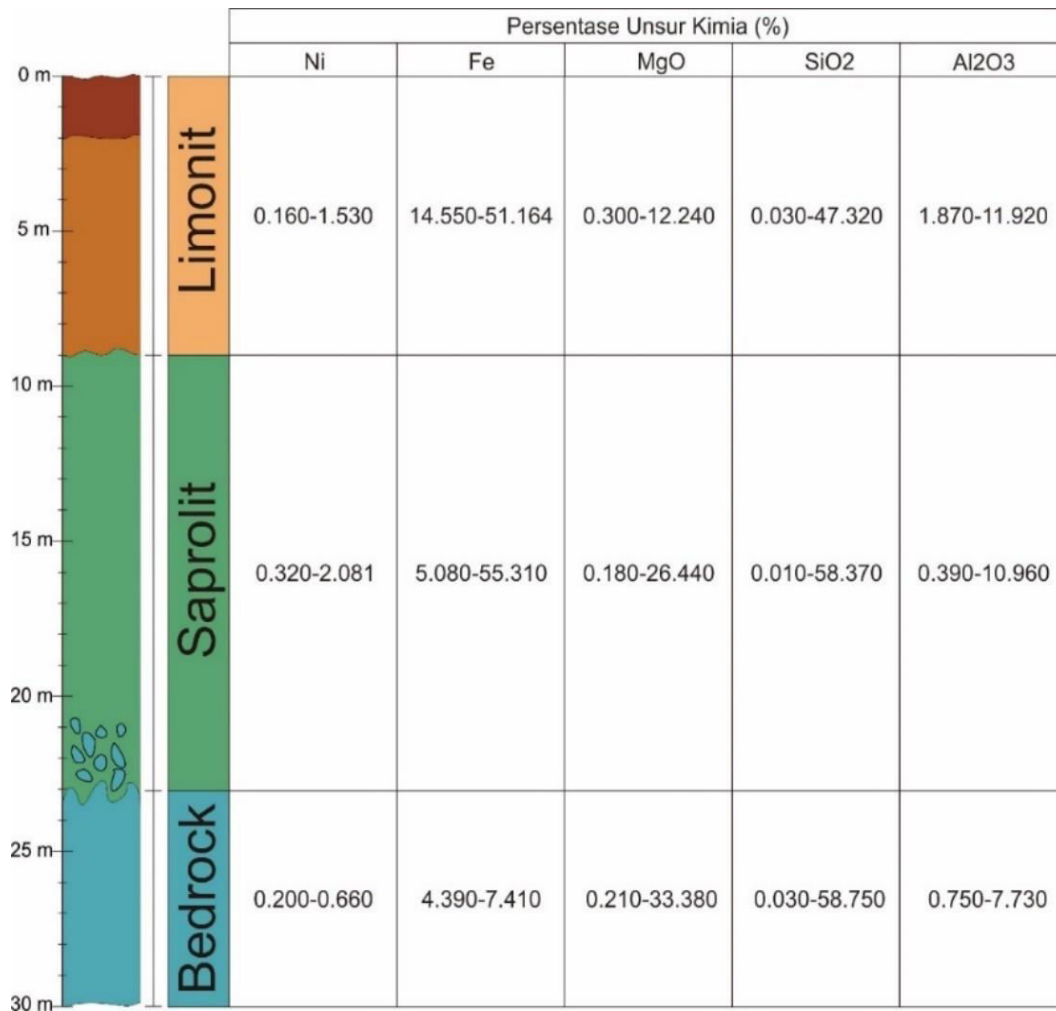 Persentase Unsur Kimia (%)
Ni Fe MgO SiO2 Al2O3
0 m
5 m
10 m
15 m
20 m
25 m
30 m
Limonit
0.160-1.530 14.550-51.164 0.300-12.240 0.030-47.320 1.870-11.920
Saprolit
0.320-2.081 5.080-55.310 0.180-26.440 0.010-58.370 0.390-10.960
Bedrock
0.200-0.660 4.390-7.410 0.210-33.380 0.030-58.750 0.750-7.730